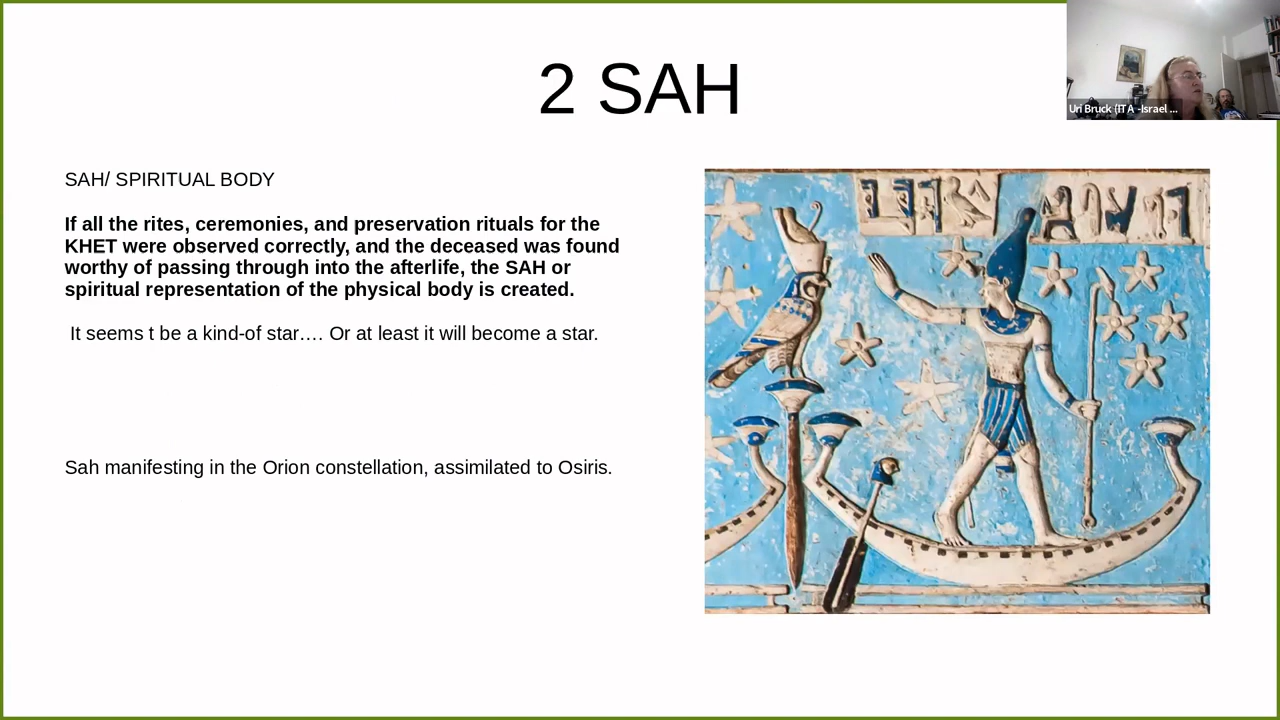 2 SAH
Uri Bruck (ITA -Israel ...
SAH/ SPIRITUAL BODY
If all the rites, ceremonies, and preservation rituals for the
KHET were observed correctly, and the deceased was found
worthy of passing through into the afterlife, the SAH or
spiritual representation of the physical body is created.
It seems t be a kind-of star…. Or at least it will become a star.
Sah manifesting in the Orion constellation, assimilated to Osiris.